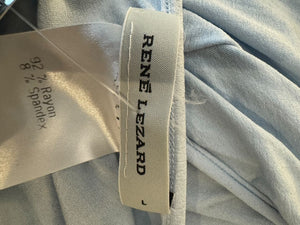 RENÉ LEZARD
L
92 % Rayon
8 % Spandex